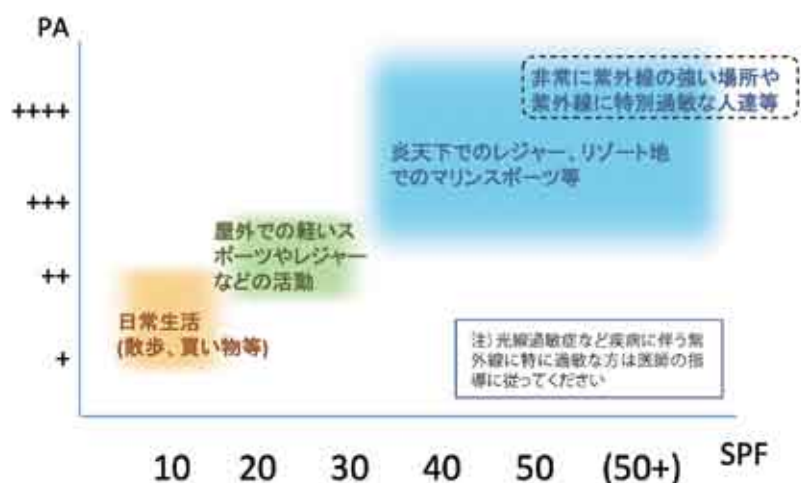 PA
非常に紫外線の強い場所や
紫外線に特別過敏な人達等
++++
炎天下でのレジャー、リゾート地
でのマリンスポーツ等
+++
屋外での軽いス
ポーツやレジャー
などの活動
++
日常生活
(散歩、買い物等)
+
注)光線過敏症など疾病に伴う紫
外線に特に過敏な方は医師の指
導に従ってください
10 20 30 40 50 (50+) SPF